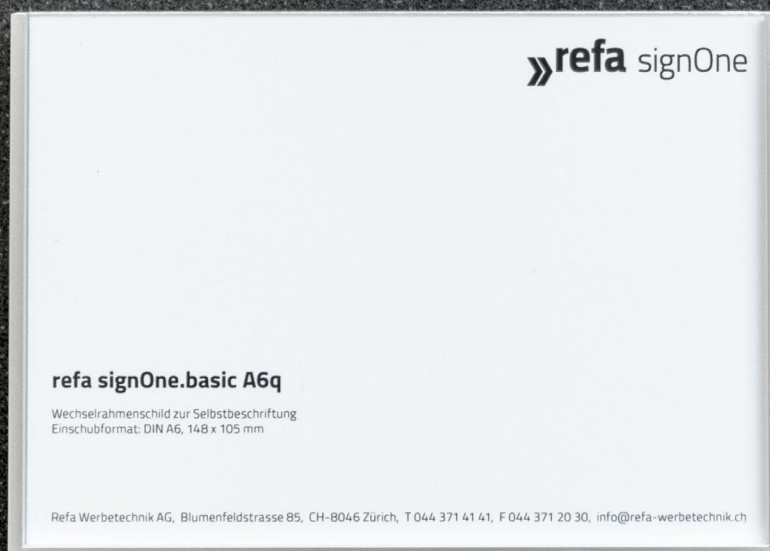 »refa signOne
refa signOne.basic A6q
Wechselrahmenschild zur Selbstbeschriftung
Einschubformat: DIN A6, 148 x 105 mm
Refa Werbetechnik AG, Blumenfeldstrasse 85, CH-8046 Zürich, T 044 371 41 41, F 044 371 20 30, info@refa-werbetechnik.ch